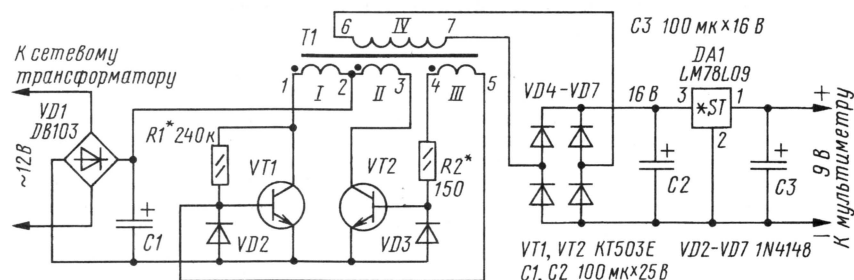 К сетевому
трансформатору
VD1
DB103
~12В
C1
R1* 240к
VT1
VD2
T1
6 IV 7
1 I 2 II 3 4 III 5
VT2
VD3
R2*
150
C3 100 мк×16 В
DA1
LM78L09
VD4-VD7
16 В
3 *,ST 1
2
C2
C3
+
9 В
−
К мультиметру
VT1, VT2 КТ503Е
C1, C2 100 мк×25В
VD2-VD7 1N4148